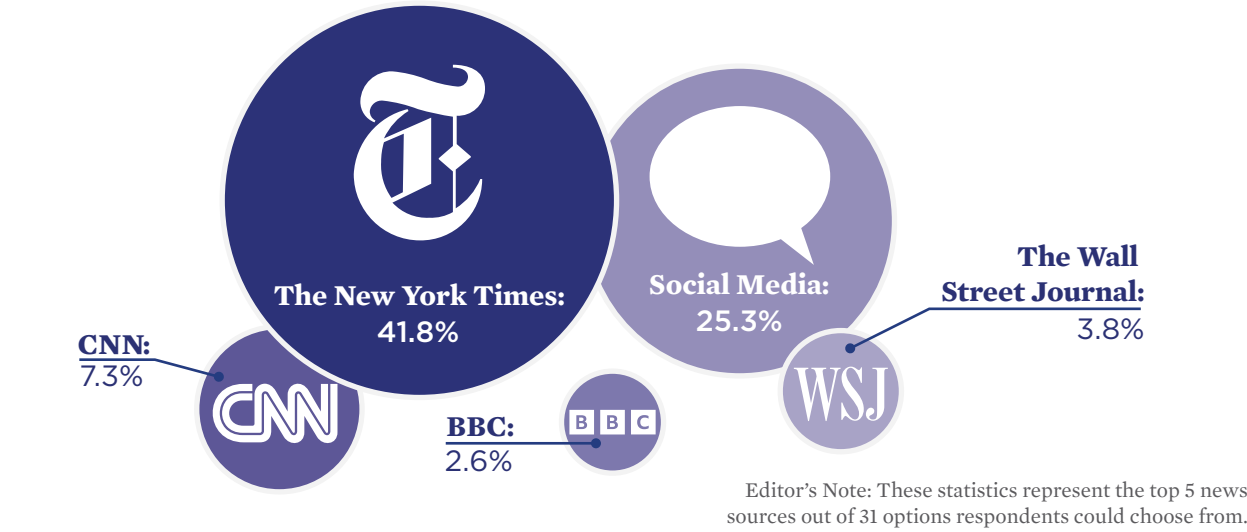 T
The New York Times:
41.8%
Social Media:
25.3%
The Wall
Street Journal:
3.8%
CNN:
7.3%
CNN
WSJ
BBC:
2.6%
BBC
Editor’s Note: These statistics represent the top 5 news
sources out of 31 options respondents could choose from.